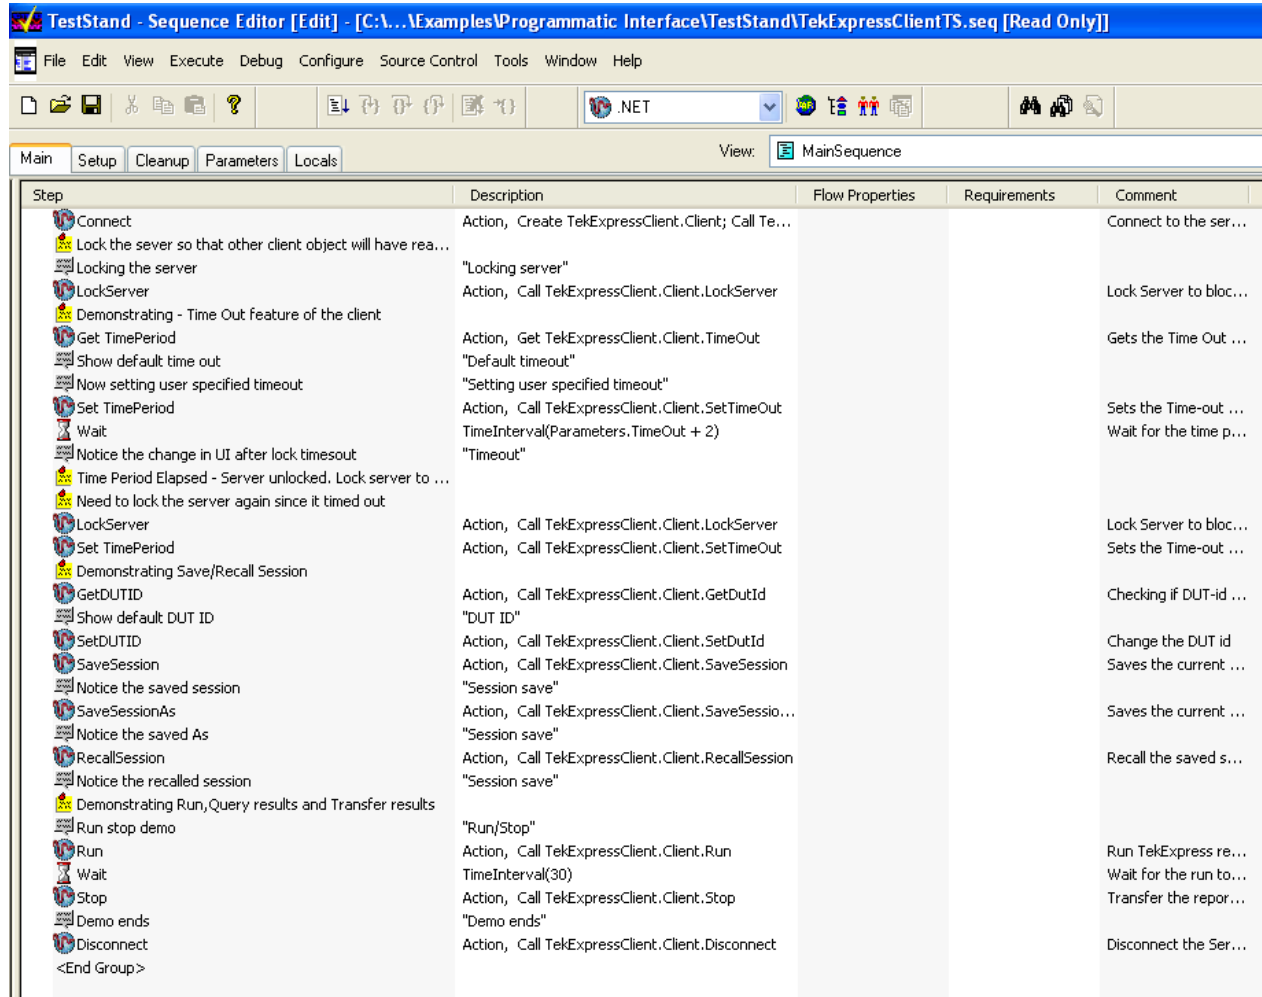 TestStand - Sequence Editor [Edit] - [C:\...\Examples\Programmatic Interface\TestStand\TekExpressClientTS.seq [Read Only]]
File Edit View Execute Debug Configure Source Control Tools Window Help
.NET
Main Setup Cleanup Parameters Locals View: MainSequence
Step Description Flow Properties Requirements Comment
Connect Action, Create TekExpressClient.Client; Call Te... Connect to the ser...
Lock the sever so that other client object will have rea...
Locking the server "Locking server"
LockServer Action, Call TekExpressClient.Client.LockServer Lock Server to bloc...
Demonstrating - Time Out feature of the client
Get TimePeriod Action, Get TekExpressClient.Client.TimeOut Gets the Time Out ...
Show default time out "Default timeout"
Now setting user specified timeout "Setting user specified timeout"
Set TimePeriod Action, Call TekExpressClient.Client.SetTimeOut Sets the Time-out ...
Wait TimeInterval(Parameters.TimeOut + 2) Wait for the time p...
Notice the change in UI after lock timesout "Timeout"
Time Period Elapsed - Server unlocked. Lock server to ...
Need to lock the server again since it timed out
LockServer Action, Call TekExpressClient.Client.LockServer Lock Server to bloc...
Set TimePeriod Action, Call TekExpressClient.Client.SetTimeOut Sets the Time-out ...
Demonstrating Save/Recall Session
GetDUTID Action, Call TekExpressClient.Client.GetDutId Checking if DUT-id ...
Show default DUT ID "DUT ID"
SetDUTID Action, Call TekExpressClient.Client.SetDutId Change the DUT id
SaveSession Action, Call TekExpressClient.Client.SaveSession Saves the current ...
Notice the saved session "Session save"
SaveSessionAs Action, Call TekExpressClient.Client.SaveSessio... Saves the current ...
Notice the saved As "Session save"
RecallSession Action, Call TekExpressClient.Client.RecallSession Recall the saved s...
Notice the recalled session "Session save"
Demonstrating Run,Query results and Transfer results
Run stop demo "Run/Stop"
Run Action, Call TekExpressClient.Client.Run Run TekExpress re...
Wait TimeInterval(30) Wait for the run to...
Stop Action, Call TekExpressClient.Client.Stop Transfer the repor...
Demo ends "Demo ends"
Disconnect Action, Call TekExpressClient.Client.Disconnect Disconnect the Ser...
<End Group>